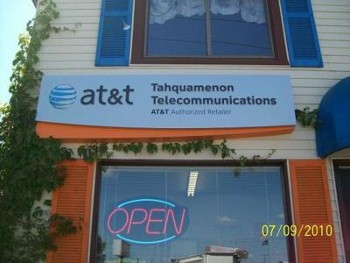 at&t
Tahquamenon
Telecommunications
AT&T Authorized Retailer
OPEN
07/09/2010